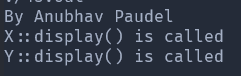 By Anubhav Paudel
X::display() is called
Y::display() is called